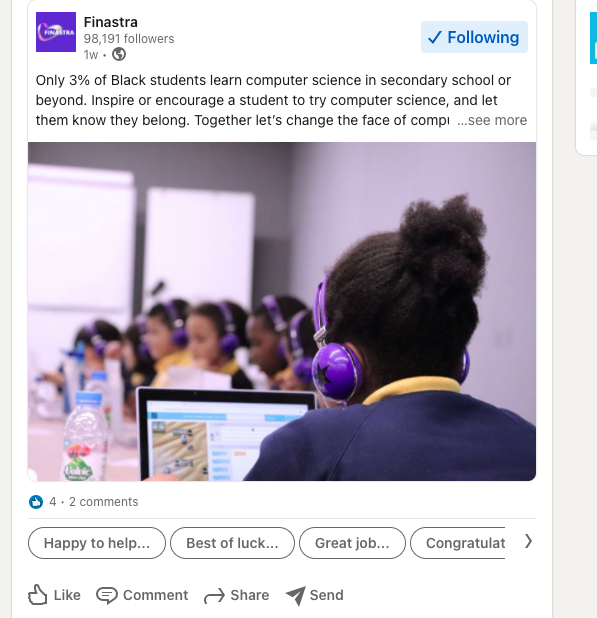 FINASTRA
Finastra
98,191 followers
1w •
✓ Following
Only 3% of Black students learn computer science in secondary school or
beyond. Inspire or encourage a student to try computer science, and let
them know they belong. Together let's change the face of compu ...see more
Volvic
4 • 2 comments
Happy to help...
Best of luck...
Great job...
Congratulat
Like
Comment
Share
Send